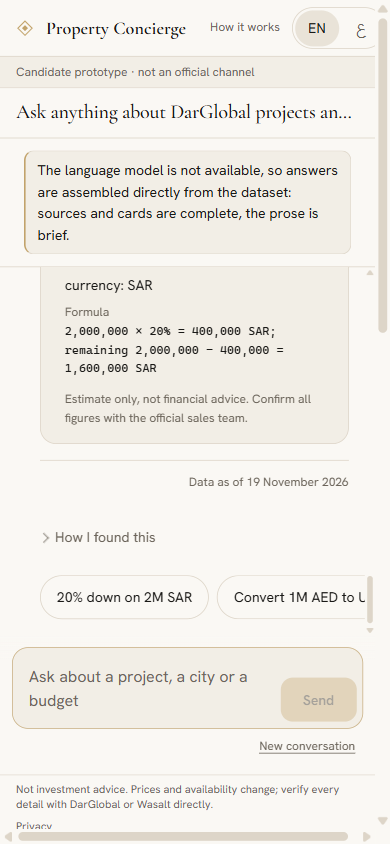 Property Concierge How it works EN ع
Candidate prototype · not an official channel
Ask anything about DarGlobal projects an...
The language model is not available, so answers
are assembled directly from the dataset:
sources and cards are complete, the prose is
brief.
currency: SAR
Formula
2,000,000 × 20% = 400,000 SAR;
remaining 2,000,000 − 400,000 =
1,600,000 SAR
Estimate only, not financial advice. Confirm all
figures with the official sales team.
Data as of 19 November 2026
How I found this
20% down on 2M SAR Convert 1M AED to U
Ask about a project, a city or a
budget
Send
New conversation
Not investment advice. Prices and availability change; verify every
detail with DarGlobal or Wasalt directly.
Privacy